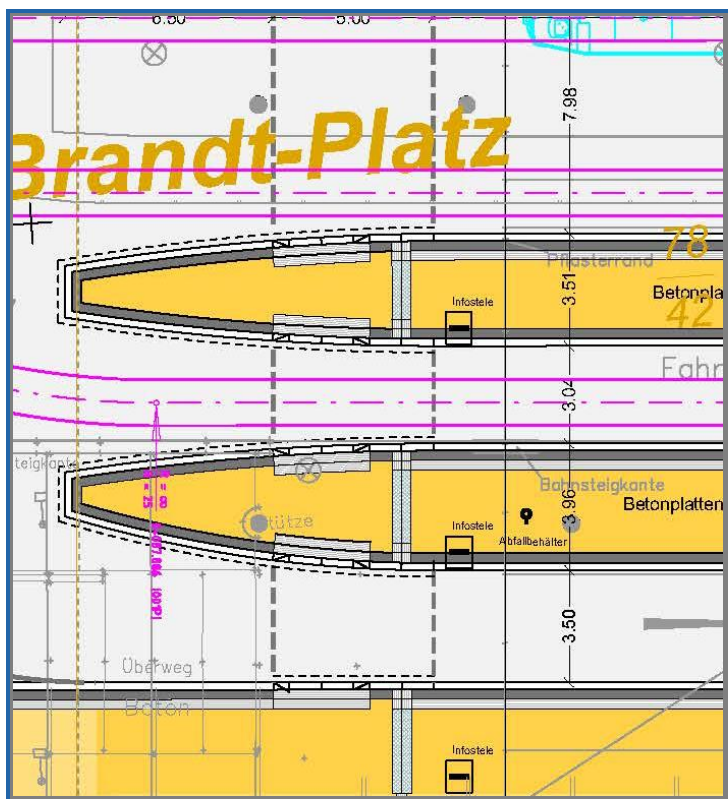 6.50
5.00
7.98
Brandt-Platz
78
Pflasterrand
42
Infostele
Betonpla
3.51
Fahr
3.04
teigkante
Bahnsteigkante
Betonplatten
3.96
Stütze
Infostele
Abfallbehälter
3.50
Überweg
Beton
Infostele